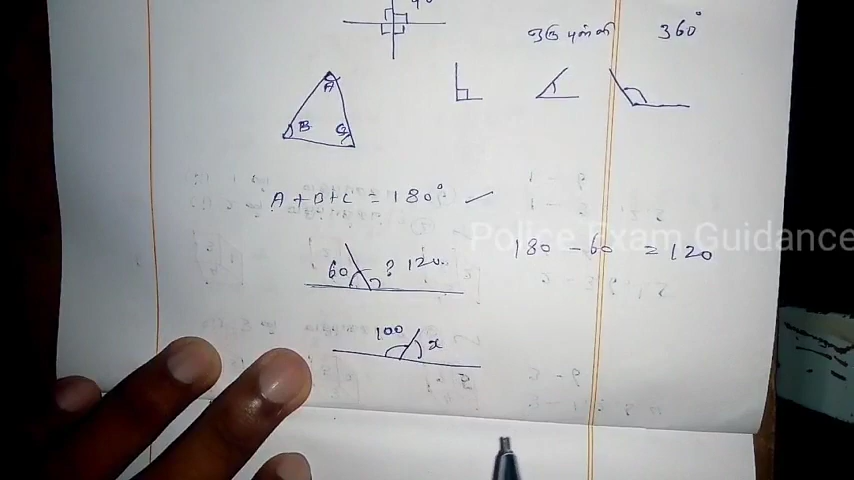 ஒரு புள்ளி 360°
A
B C
A + B + C = 180° ✓
Police Exam Guidance
180 - 60 = 120
60 ? 120
100 x